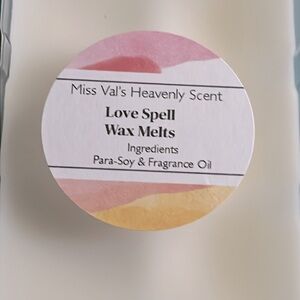 Miss Val's Heavenly Scent
Love Spell
Wax Melts
Ingredients
Para-Soy & Fragrance Oil